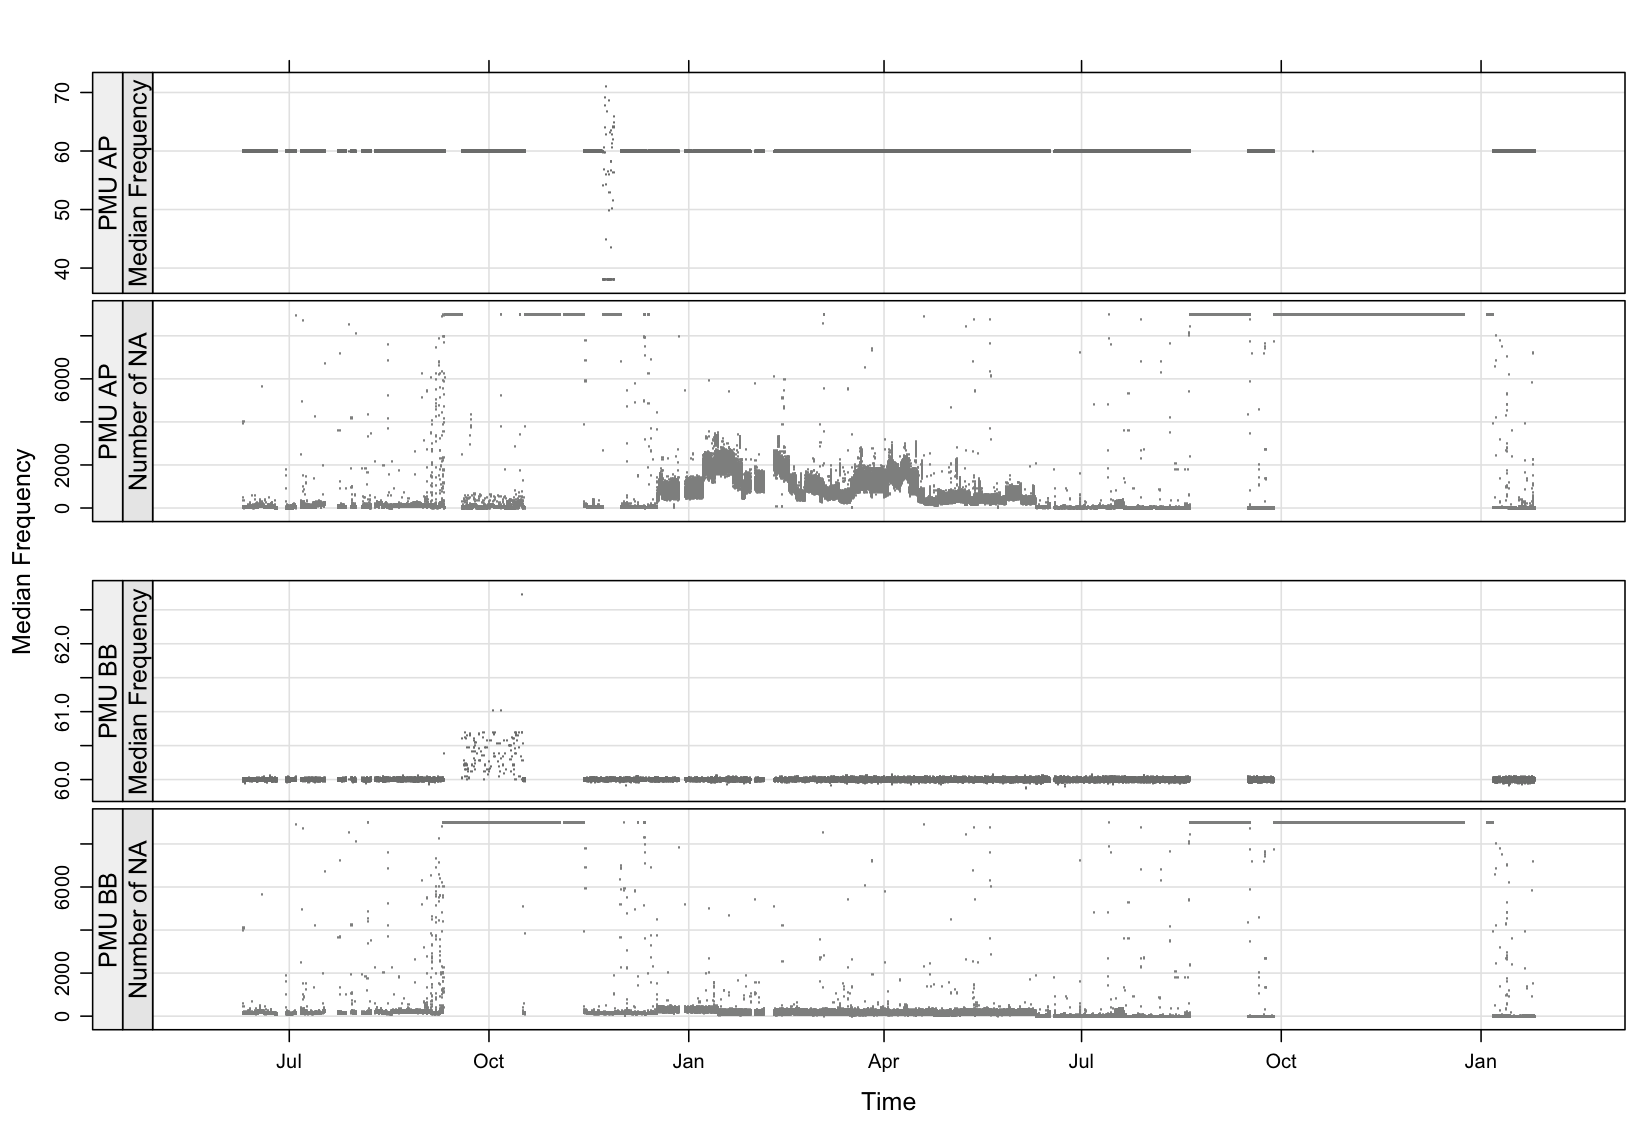 Median Frequency
PMU AP
Median Frequency
40 50 60 70
PMU AP
Number of NA
0 2000 6000
PMU BB
Median Frequency
60.0 61.0 62.0
PMU BB
Number of NA
0 2000 6000
Jul Oct Jan Apr Jul Oct Jan
Time